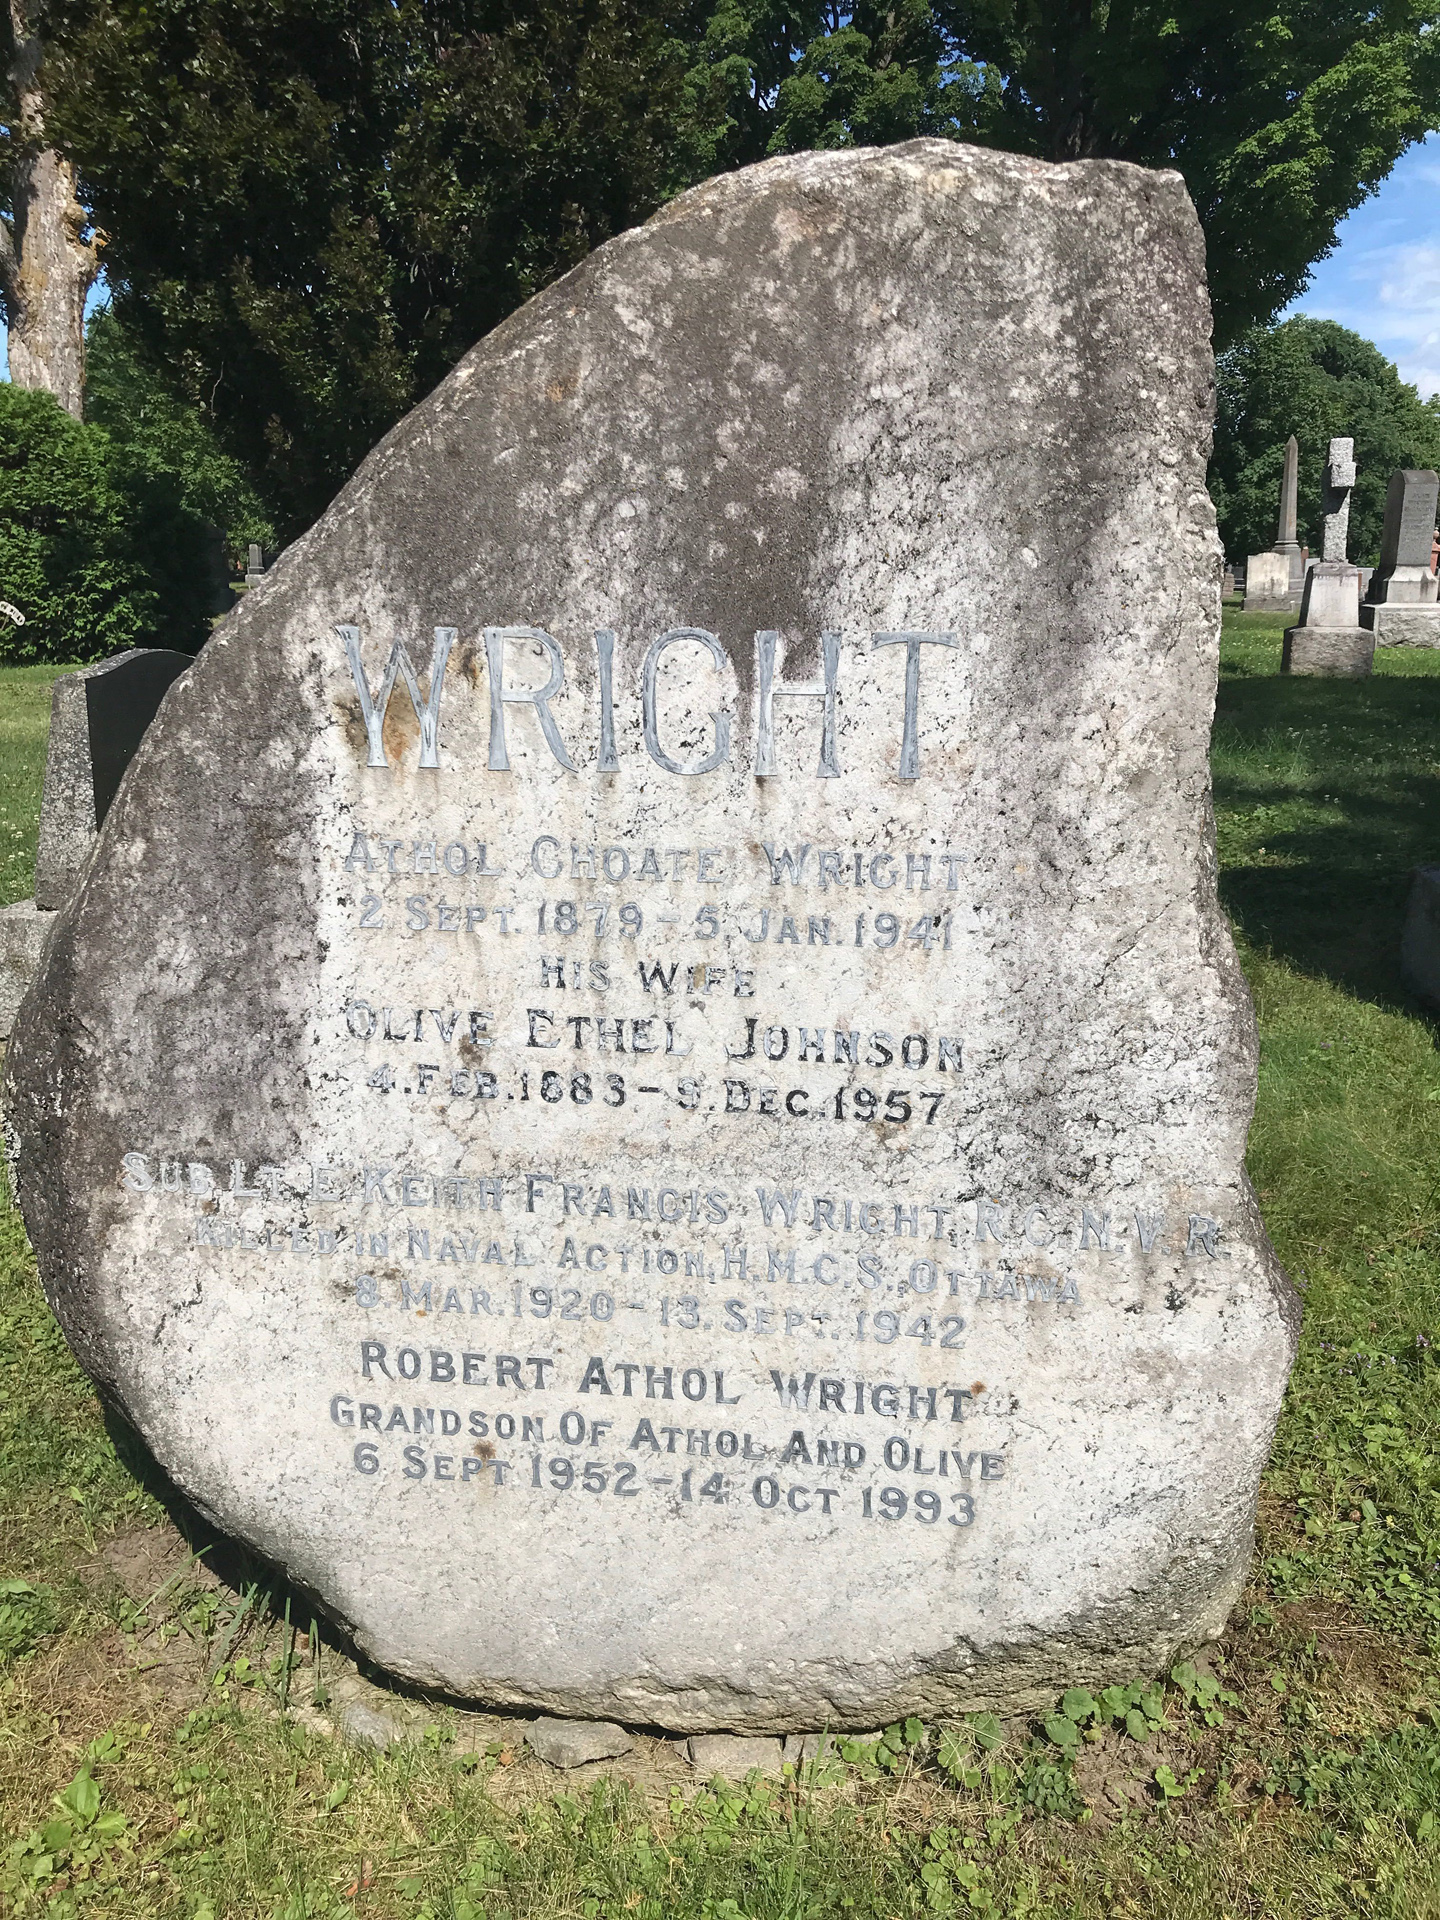 WRIGHT
ATHOL CHOATE WRIGHT
2. SEPT. 1879 - 5. JAN. 1941
HIS WIFE
OLIVE ETHEL JOHNSON
4. FEB. 1883 - 9. DEC. 1957
SUB. LT E. KEITH FRANCIS WRIGHT, R.C.N.V.R.
KILLED IN NAVAL ACTION, H.M.C.S. OTTAWA
8. MAR. 1920 - 13. SEPT. 1942
ROBERT ATHOL WRIGHT
GRANDSON OF ATHOL AND OLIVE
6 SEPT 1952 - 14 OCT 1993